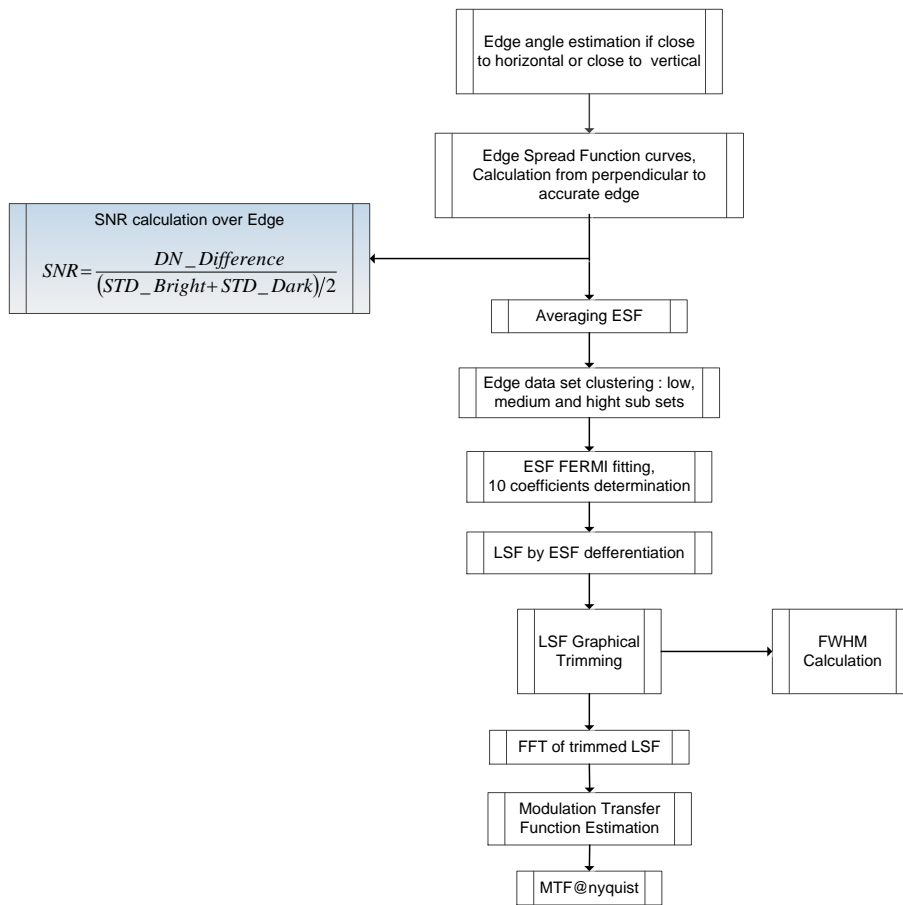 Edge angle estimation if close
to horizontal or close to vertical
Edge Spread Function curves,
Calculation from perpendicular to
accurate edge
SNR calculation over Edge
SNR = DN_Difference / (STD_Bright + STD_Dark)/2
Averaging ESF
Edge data set clustering : low,
medium and hight sub sets
ESF FERMI fitting,
10 coefficients determination
LSF by ESF defferentiation
LSF Graphical
Trimming
FWHM
Calculation
FFT of trimmed LSF
Modulation Transfer
Function Estimation
MTF@nyquist